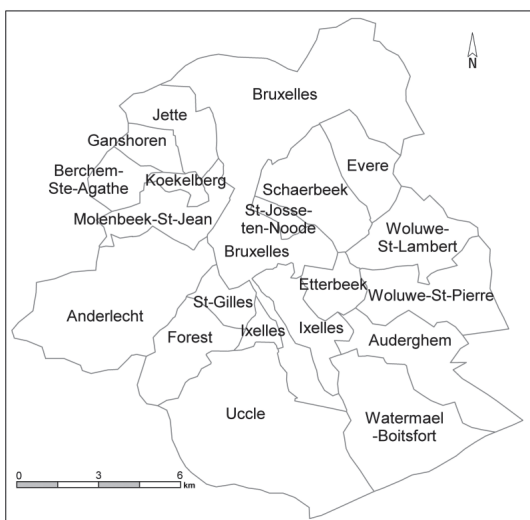 N
Bruxelles
Jette
Ganshoren
Evere
Berchem-
Ste-Agathe
Koekelberg
Schaerbeek
St-Josse-
ten-Noode
Molenbeek-St-Jean
Woluwe-
St-Lambert
Bruxelles
Etterbeek
Woluwe-St-Pierre
St-Gilles
Anderlecht
Ixelles
Ixelles
Forest
Auderghem
Uccle
Watermael
-Boitsfort
0 3 6
km